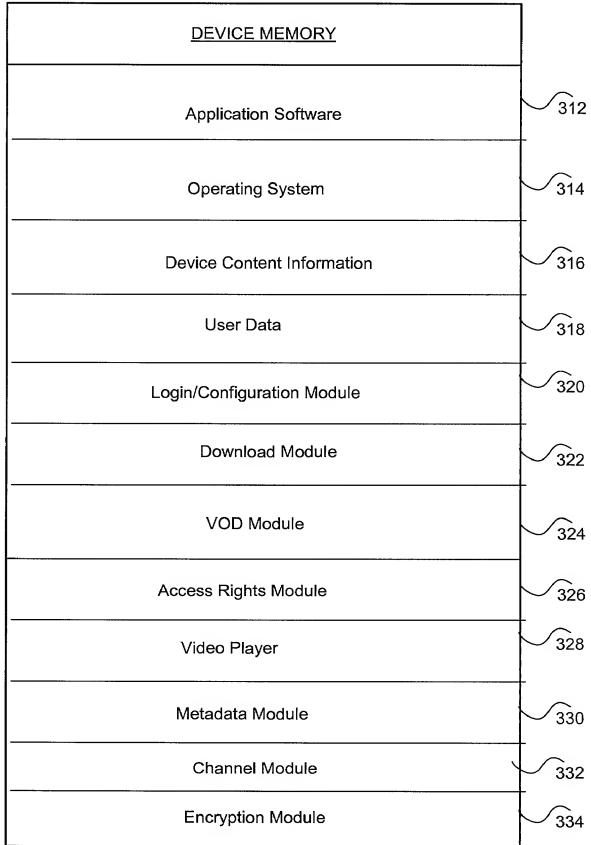 DEVICE MEMORY
Application Software 312
Operating System 314
Device Content Information 316
User Data 318
Login/Configuration Module 320
Download Module 322
VOD Module 324
Access Rights Module 326
Video Player 328
Metadata Module 330
Channel Module 332
Encryption Module 334